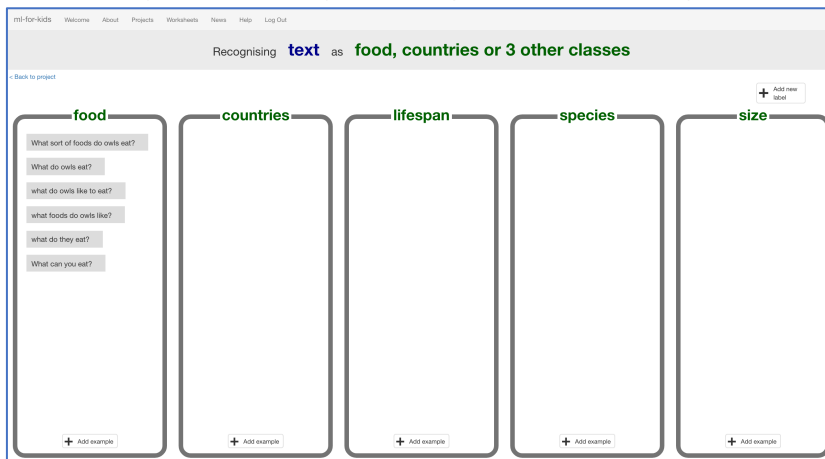 ml-for-kids Welcome About Projects Worksheets News Help Log Out
Recognising text as food, countries or 3 other classes
< Back to project
+ Add new
label
food countries lifespan species size
What sort of foods do owls eat?
What do owls eat?
what do owls like to eat?
what foods do owls like?
what do they eat?
What can you eat?
+ Add example + Add example + Add example + Add example + Add example